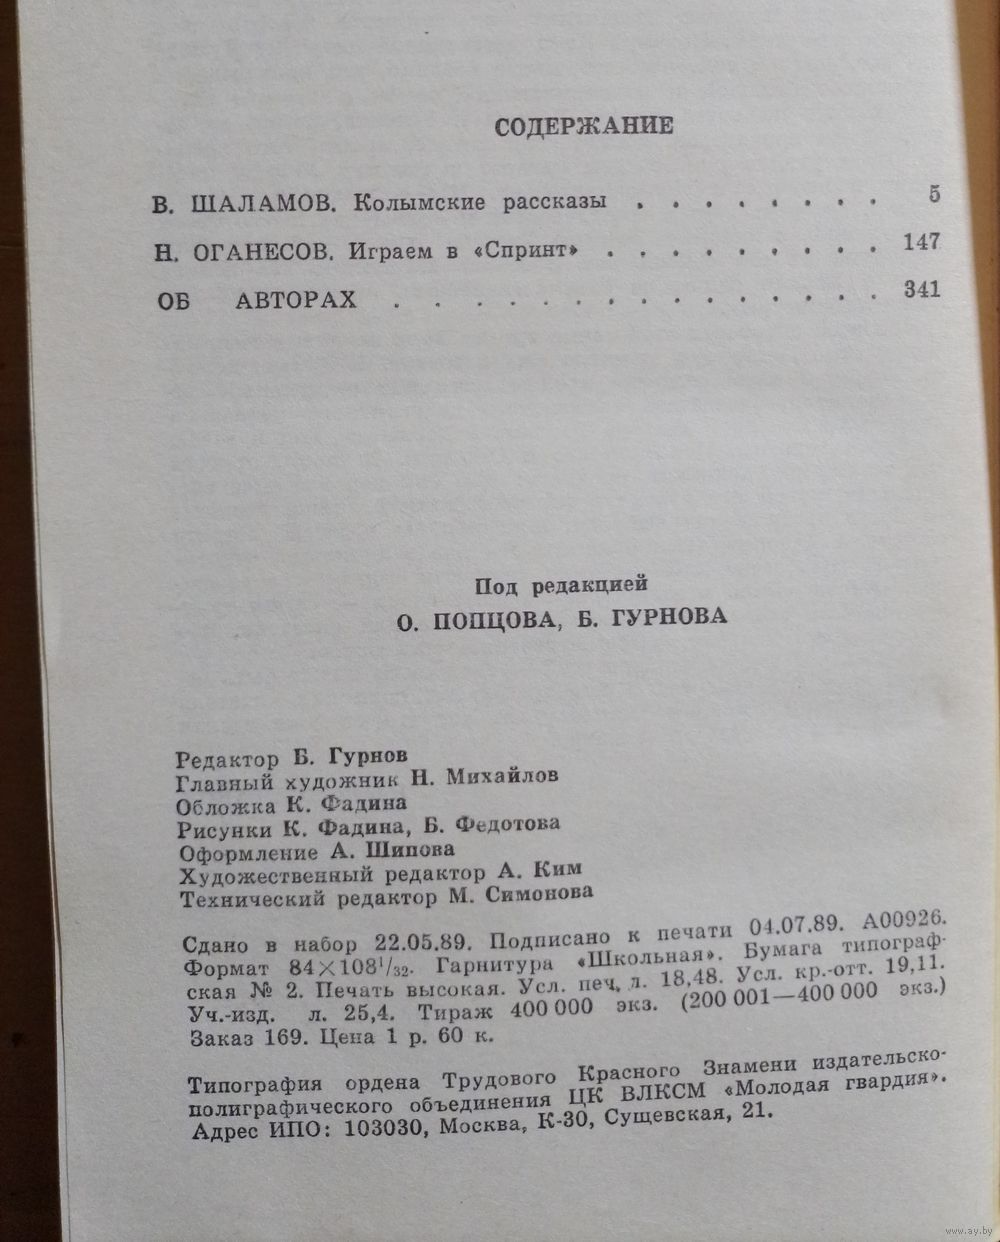 СОДЕРЖАНИЕ
В. ШАЛАМОВ. Колымские рассказы . . . . . . . . 5
Н. ОГАНЕСОВ. Играем в «Спринт» . . . . . . . . . 147
ОБ АВТОРАХ . . . . . . . . . . . . . . 341
Под редакцией
О. ПОПЦОВА, Б. ГУРНОВА
Редактор Б. Гурнов
Главный художник Н. Михайлов
Обложка К. Фадина
Рисунки К. Фадина, Б. Федотова
Оформление А. Шипова
Художественный редактор А. Ким
Технический редактор М. Симонова
Сдано в набор 22.05.89. Подписано к печати 04.07.89. А00926.
Формат 84×108¹/₃₂. Гарнитура «Школьная». Бумага типограф-
ская № 2. Печать высокая. Усл. печ. л. 18,48. Усл. кр.-отт. 19,11.
Уч.-изд. л. 25,4. Тираж 400 000 экз. (200 001—400 000 экз.)
Заказ 169. Цена 1 р. 60 к.
Типография ордена Трудового Красного Знамени издательско-
полиграфического объединения ЦК ВЛКСМ «Молодая гвардия».
Адрес ИПО: 103030, Москва, К-30, Сущевская, 21.
www.ay.by